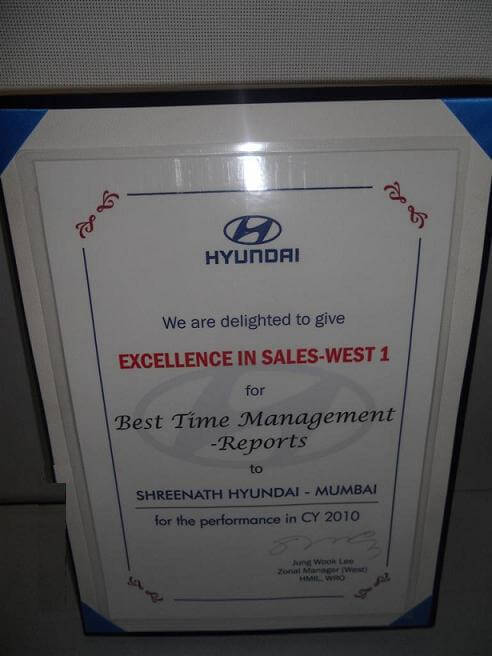 HYUNDAI
We are delighted to give
EXCELLENCE IN SALES-WEST 1
for
Best Time Management
-Reports
to
SHREENATH HYUNDAI - MUMBAI
for the performance in CY 2010
Jung Wook Lee
Zonal Manager (West)
HMIL, WRO